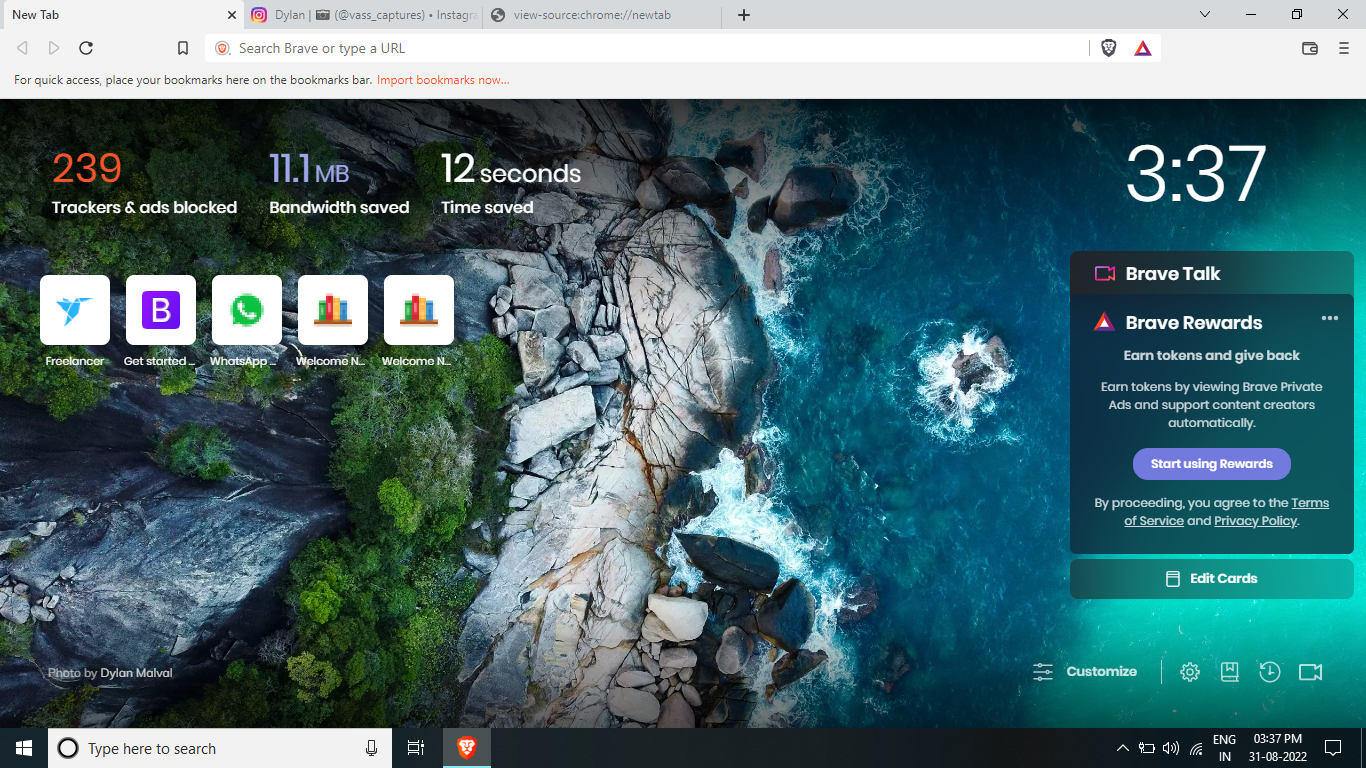 New Tab
Dylan | 📷 (@vass_captures) • Instagra
view-source:chrome://newtab
Search Brave or type a URL
For quick access, place your bookmarks here on the bookmarks bar. Import bookmarks now...
239
Trackers & ads blocked
11.1 MB
Bandwidth saved
12 seconds
Time saved
3:37
Brave Talk
Brave Rewards
Earn tokens and give back
Earn tokens by viewing Brave Private
Ads and support content creators
automatically.
Start using Rewards
By proceeding, you agree to the Terms
of Service and Privacy Policy.
Edit Cards
B
Freelancer
Get started ...
WhatsApp ...
Welcome N...
Welcome N...
Photo by Dylan Malval
Customize
Type here to search
ENG
IN
03:37 PM
31-08-2022